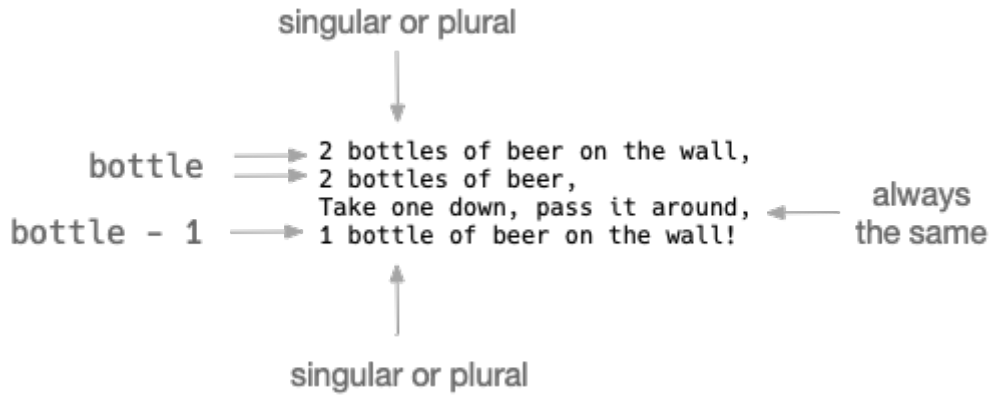 singular or plural
2 bottles of beer on the wall,
bottle
2 bottles of beer,
Take one down, pass it around,
always
the same
bottle - 1
1 bottle of beer on the wall!
singular or plural